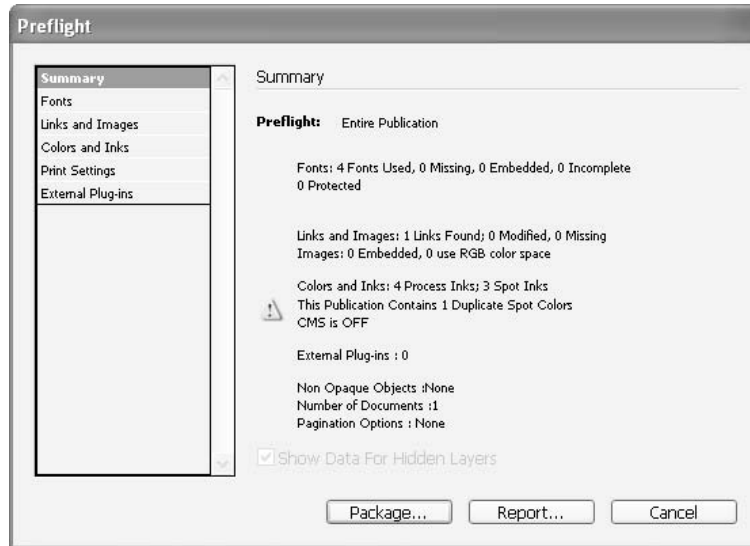 Preflight
Summary
Fonts
Links and Images
Colors and Inks
Print Settings
External Plug-ins
Summary
Preflight: Entire Publication
Fonts: 4 Fonts Used, 0 Missing, 0 Embedded, 0 Incomplete
0 Protected
Links and Images: 1 Links Found; 0 Modified, 0 Missing
Images: 0 Embedded, 0 use RGB color space
Colors and Inks: 4 Process Inks; 3 Spot Inks
This Publication Contains 1 Duplicate Spot Colors
CMS is OFF
External Plug-ins : 0
Non Opaque Objects :None
Number of Documents :1
Pagination Options : None
Show Data For Hidden Layers
Package... Report... Cancel